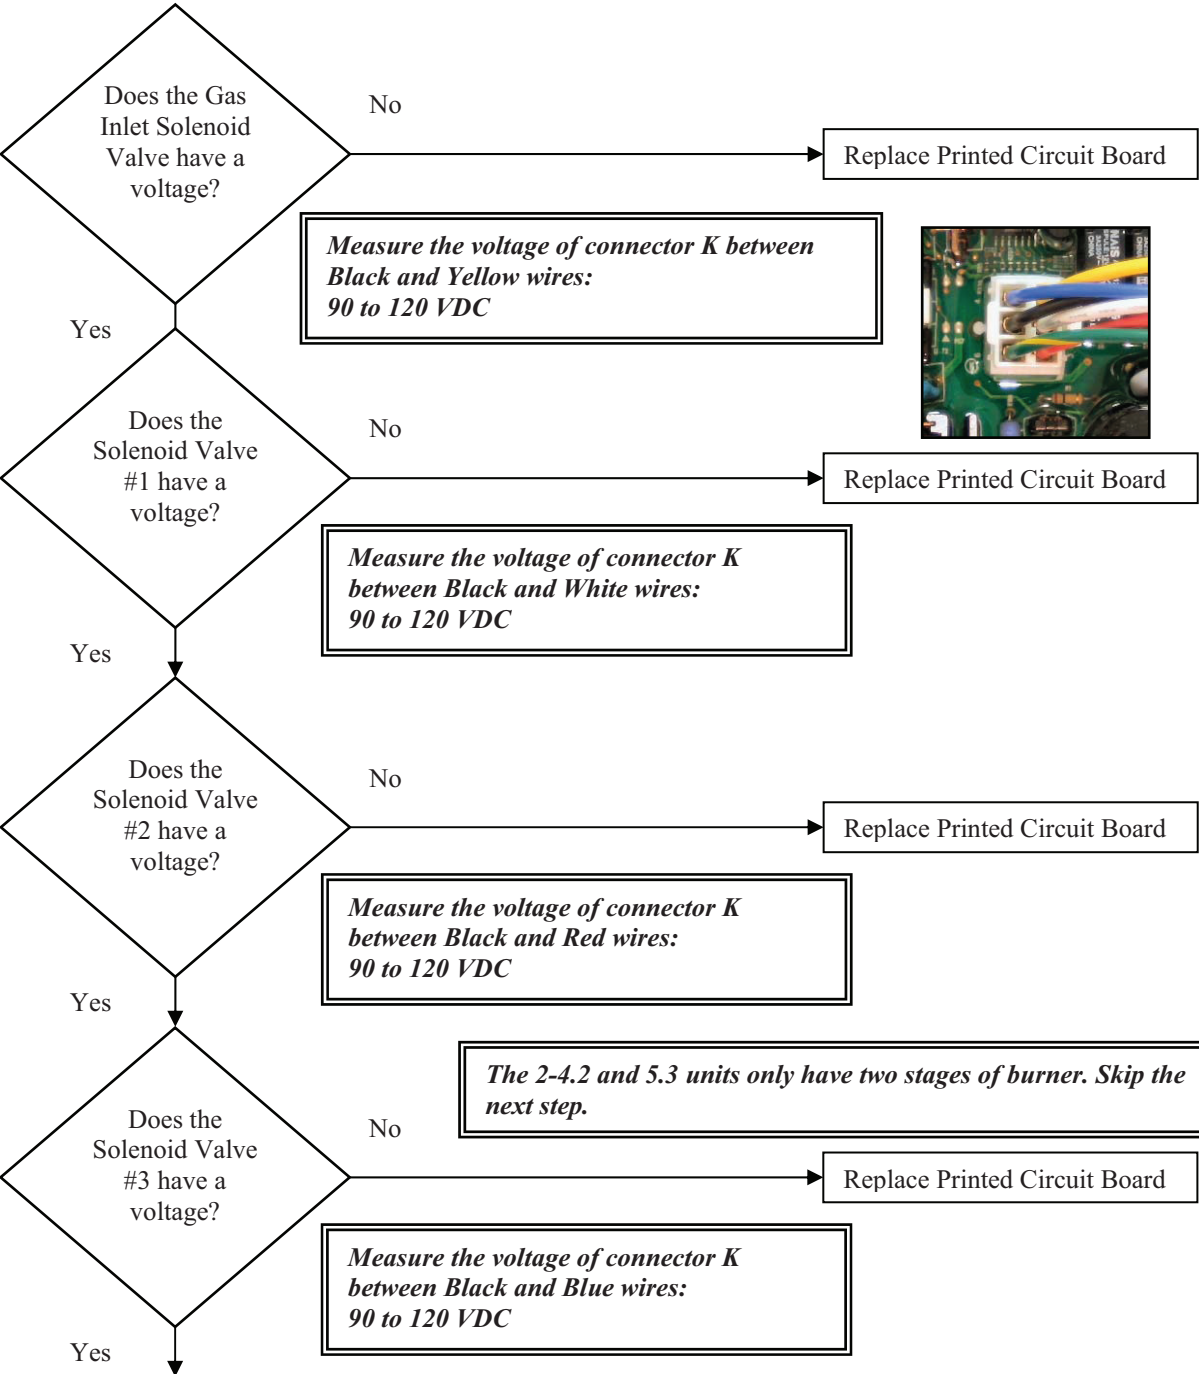 Does the Gas
Inlet Solenoid
Valve have a
voltage?
No
Replace Printed Circuit Board
Measure the voltage of connector K between
Black and Yellow wires:
90 to 120 VDC
Yes
Does the
Solenoid Valve
#1 have a
voltage?
No
Replace Printed Circuit Board
Measure the voltage of connector K
between Black and White wires:
90 to 120 VDC
Yes
Does the
Solenoid Valve
#2 have a
voltage?
No
Replace Printed Circuit Board
Measure the voltage of connector K
between Black and Red wires:
90 to 120 VDC
Yes
The 2-4.2 and 5.3 units only have two stages of burner. Skip the
next step.
Does the
Solenoid Valve
#3 have a
voltage?
No
Replace Printed Circuit Board
Measure the voltage of connector K
between Black and Blue wires:
90 to 120 VDC
Yes